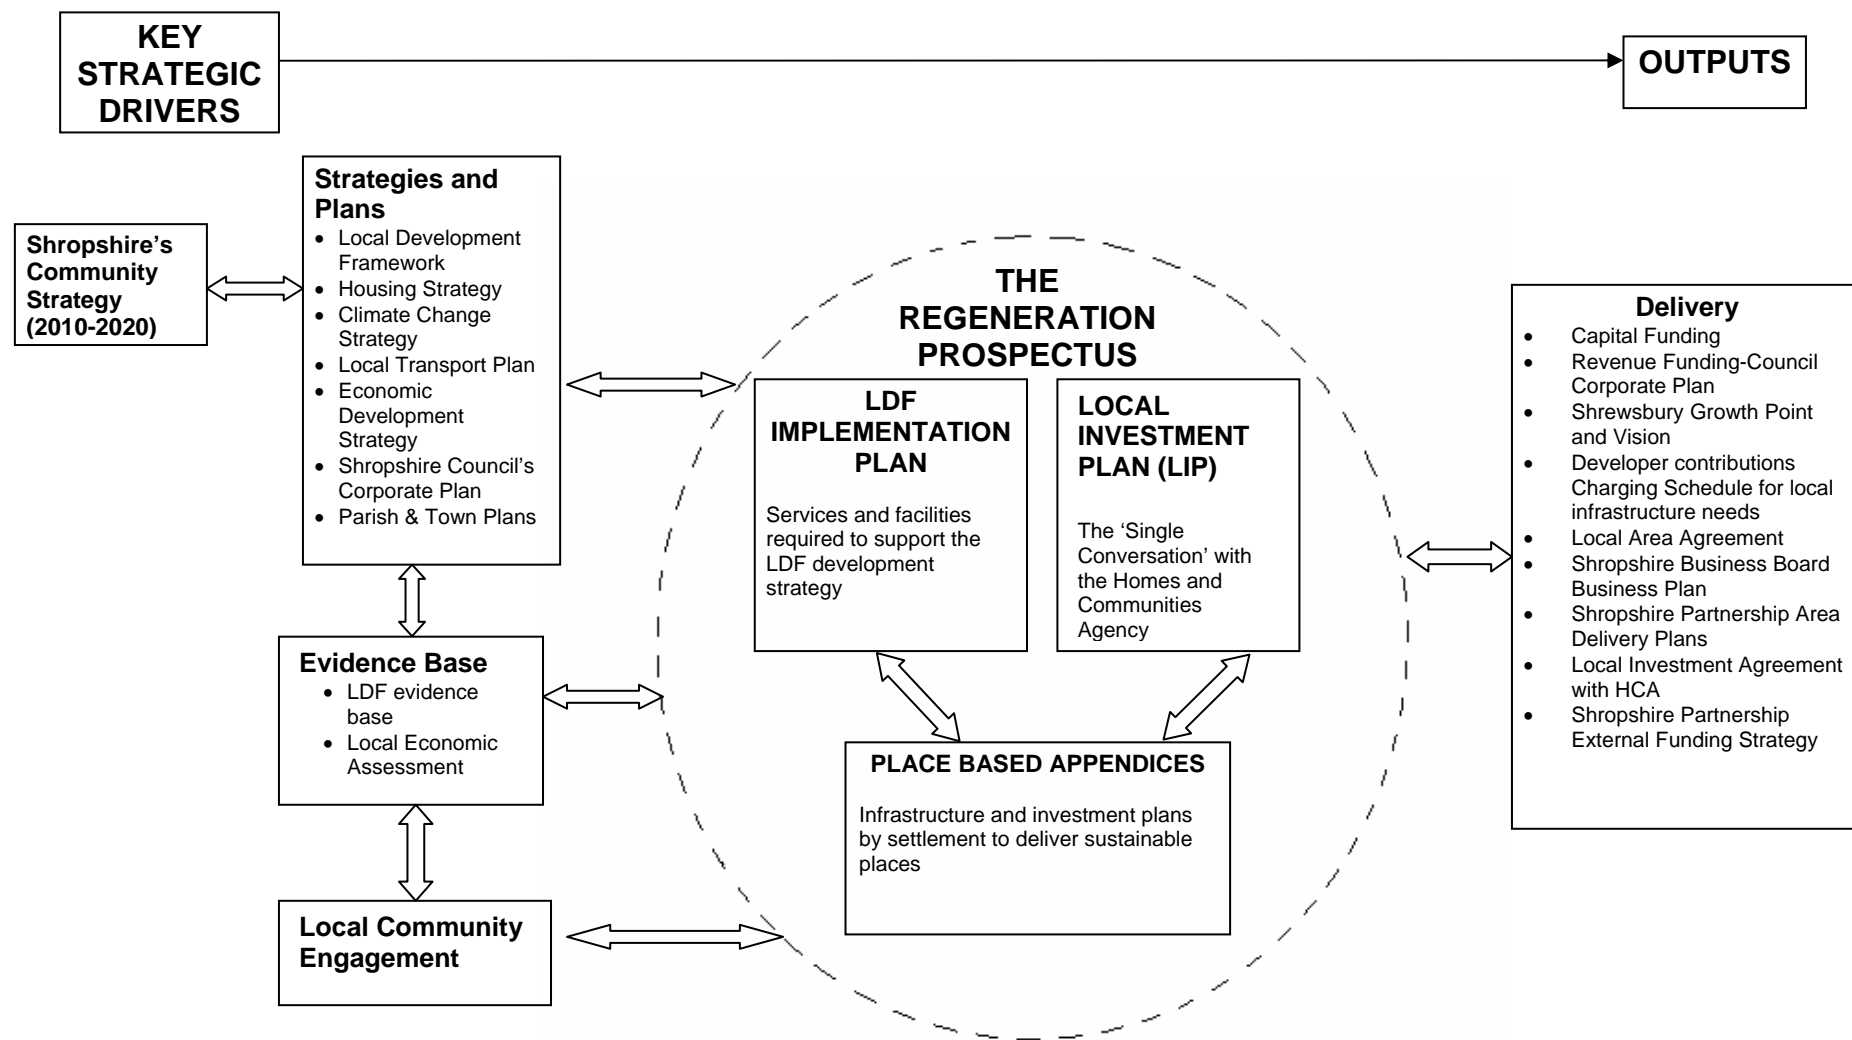 KEY
STRATEGIC
DRIVERS
OUTPUTS
Shropshire’s
Community
Strategy
(2010-2020)
Strategies and
Plans
• Local Development
Framework
• Housing Strategy
• Climate Change
Strategy
• Local Transport Plan
• Economic
Development
Strategy
• Shropshire Council’s
Corporate Plan
• Parish & Town Plans
Evidence Base
• LDF evidence
base
• Local Economic
Assessment
Local Community
Engagement
THE
REGENERATION
PROSPECTUS
LDF
IMPLEMENTATION
PLAN
Services and facilities
required to support the
LDF development
strategy
LOCAL
INVESTMENT
PLAN (LIP)
The ‘Single
Conversation’ with
the Homes and
Communities
Agency
PLACE BASED APPENDICES
Infrastructure and investment plans
by settlement to deliver sustainable
places
Delivery
• Capital Funding
• Revenue Funding-Council
Corporate Plan
• Shrewsbury Growth Point
and Vision
• Developer contributions
Charging Schedule for local
infrastructure needs
• Local Area Agreement
• Shropshire Business Board
Business Plan
• Shropshire Partnership Area
Delivery Plans
• Local Investment Agreement
with HCA
• Shropshire Partnership
External Funding Strategy